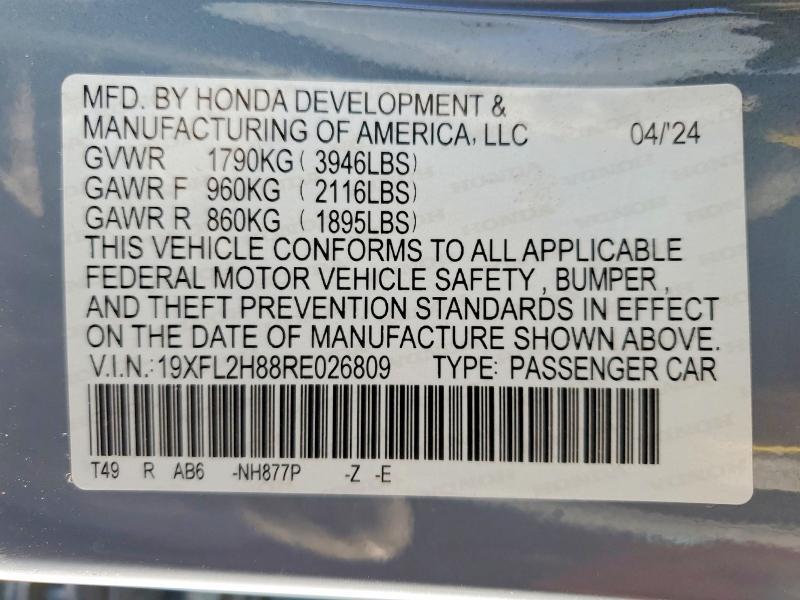 MFD. BY HONDA DEVELOPMENT &
MANUFACTURING OF AMERICA, LLC 04/'24
GVWR 1790KG ( 3946LBS)
GAWR F 960KG ( 2116LBS)
GAWR R 860KG ( 1895LBS)
THIS VEHICLE CONFORMS TO ALL APPLICABLE
FEDERAL MOTOR VEHICLE SAFETY , BUMPER ,
AND THEFT PREVENTION STANDARDS IN EFFECT
ON THE DATE OF MANUFACTURE SHOWN ABOVE.
V.I.N.: 19XFL2H88RE026809 TYPE: PASSENGER CAR
T49 R AB6 -NH877P -Z -E